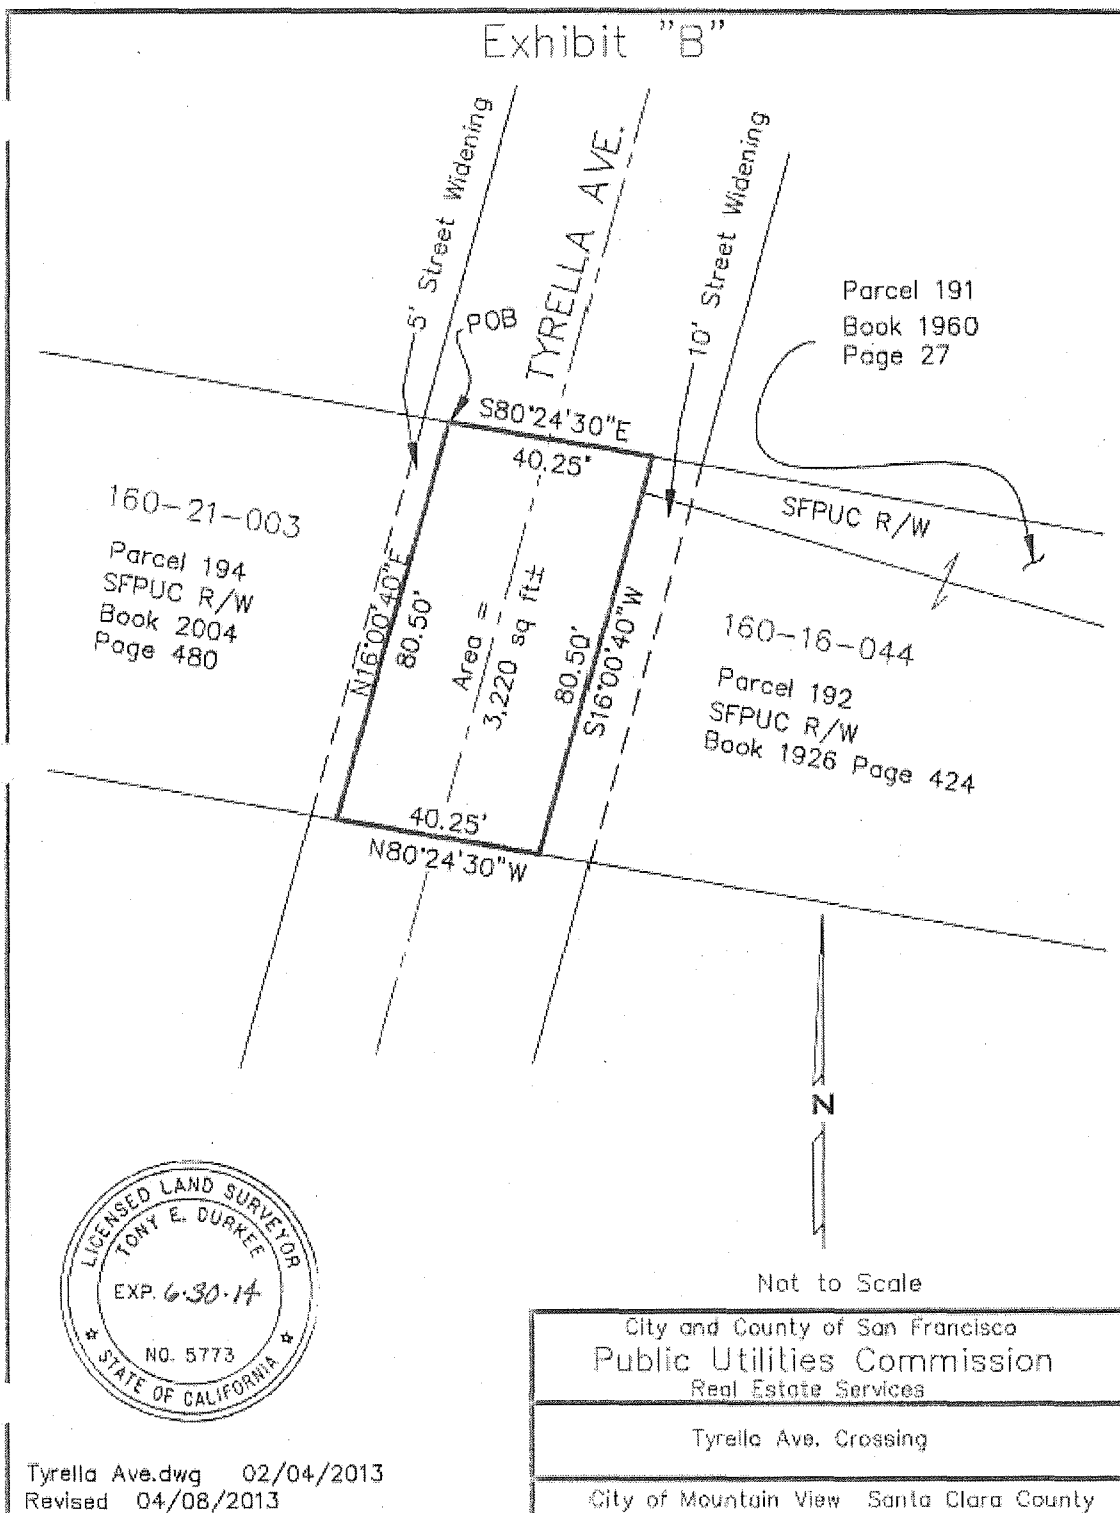 Exhibit "B"
5' Street Widening
TYRELLA AVE.
10' Street Widening
POB
Parcel 191
Book 1960
Page 27
S80°24'30"E
40.25'
SFPUC R/W
160-21-003
Parcel 194
SFPUC R/W
Book 2004
Page 480
N16°00'40"E
80.50'
Area =
3,220 sq ft±
80.50'
S16°00'40"W
160-16-044
Parcel 192
SFPUC R/W
Book 1926 Page 424
40.25'
N80°24'30"W
N
Not to Scale
LICENSED LAND SURVEYOR
TONY E. DURKEE
EXP. 6-30-14
NO. 5773
STATE OF CALIFORNIA
City and County of San Francisco
Public Utilities Commission
Real Estate Services
Tyrella Ave. Crossing
City of Mountain View Santa Clara County
Tyrella Ave.dwg 02/04/2013
Revised 04/08/2013